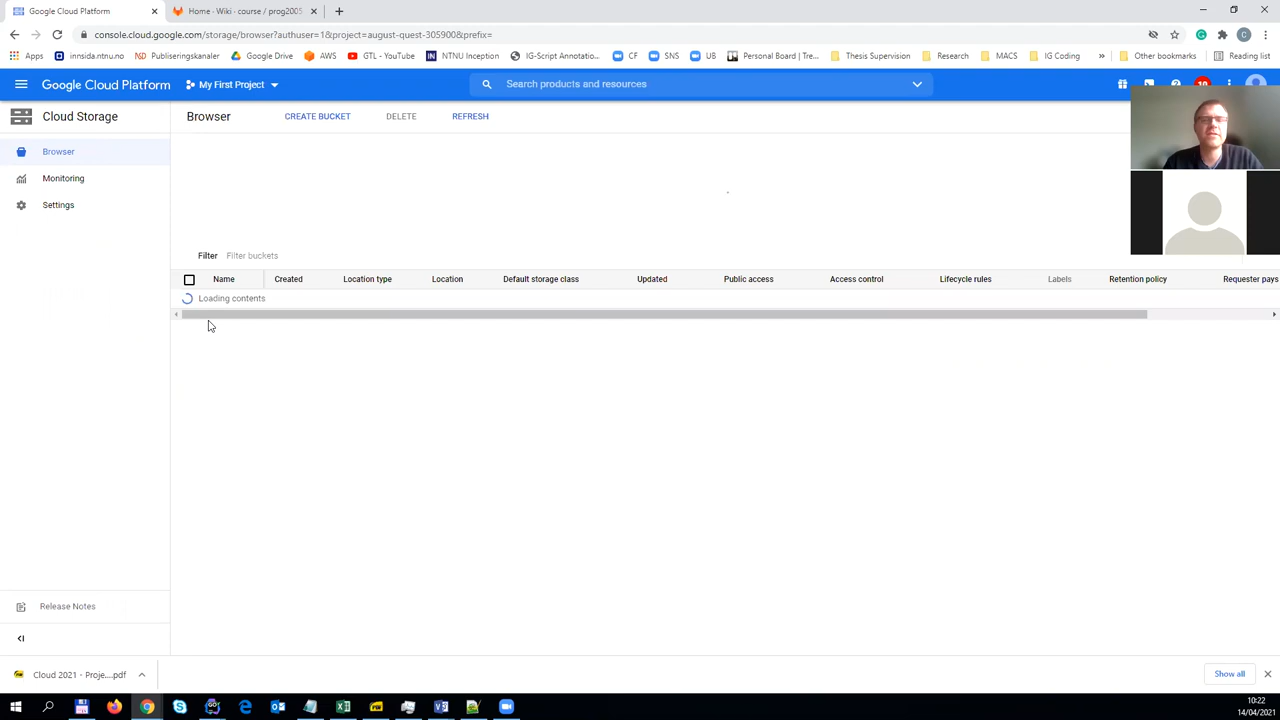 Google Cloud Platform
Home · Wiki · course / prog2005
console.cloud.google.com/storage/browser?authuser=1&project=august-quest-305900&prefix=
Apps
innsida.ntnu.no
Publiseringskanaler
Google Drive
AWS
GTL - YouTube
NTNU Inception
IG-Script Annotatio...
CF
SNS
UB
Personal Board | Tre...
Thesis Supervision
Research
MACS
IG Coding
»
Other bookmarks
Reading list
Google Cloud Platform
My First Project
Search products and resources
Cloud Storage
Browser
CREATE BUCKET
DELETE
REFRESH
Browser
Monitoring
Settings
Filter
Filter buckets
Name
Created
Location type
Location
Default storage class
Updated
Public access
Access control
Lifecycle rules
Labels
Retention policy
Requester pays
Loading contents
Release Notes
Cloud 2021 - Proje....pdf
Show all
10:22
14/04/2021